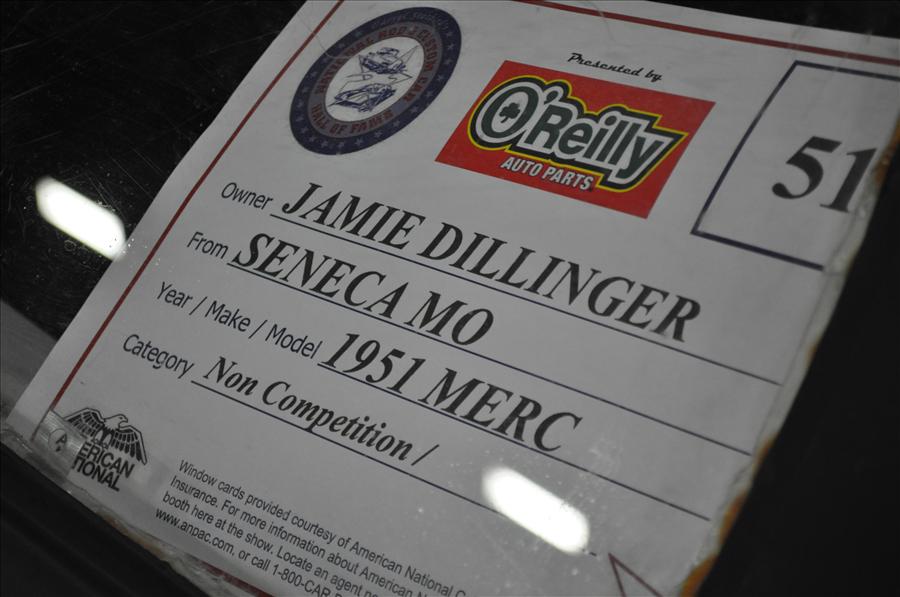 HALL OF FAME
Presented by
O'Reilly
AUTO PARTS
51
Owner JAMIE DILLINGER
From SENECA MO
Year / Make / Model 1951 MERC
Category Non Competition /
ERICAN
Window cards provided courtesy of American National
Insurance. For more information about American
booth here at the show. Locate an agent
www.anpac.com, or call 1-800-CAR